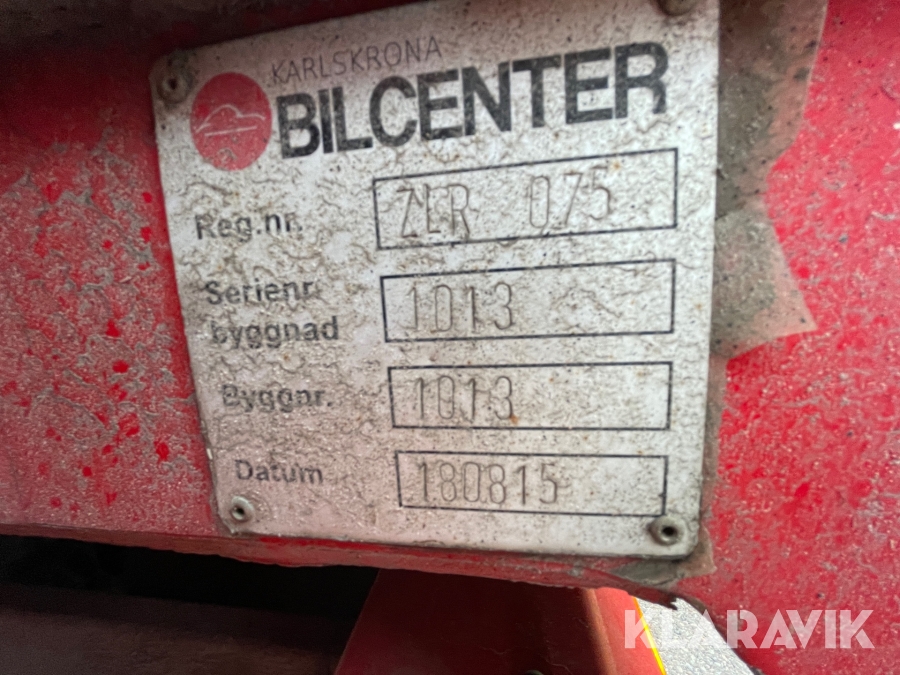 KARLSKRONA
BILCENTER
Reg.nr. ZLR 075
Serienr.
byggnad 1013
Byggnr. 1013
Datum 180815
KLARAVIK